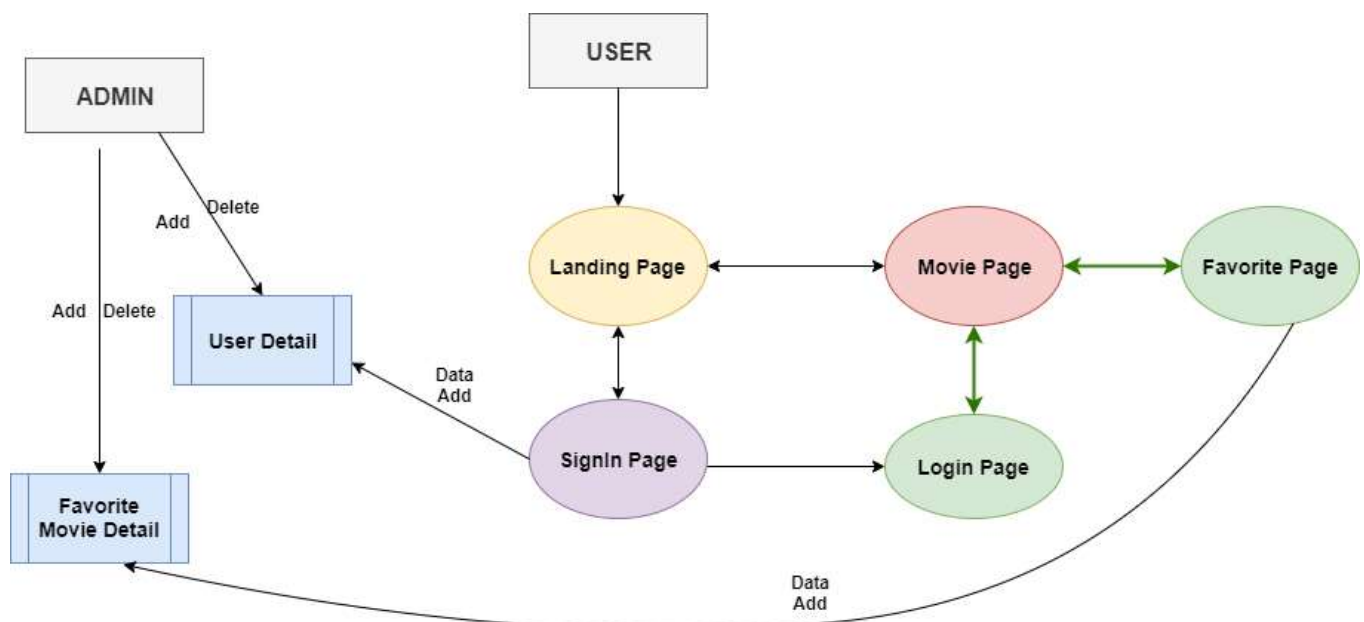 USER
ADMIN
Delete
Add
Landing Page
Movie Page
Favorite Page
Add
Delete
User Detail
Data
Add
SignIn Page
Login Page
Favorite
Movie Detail
Data
Add